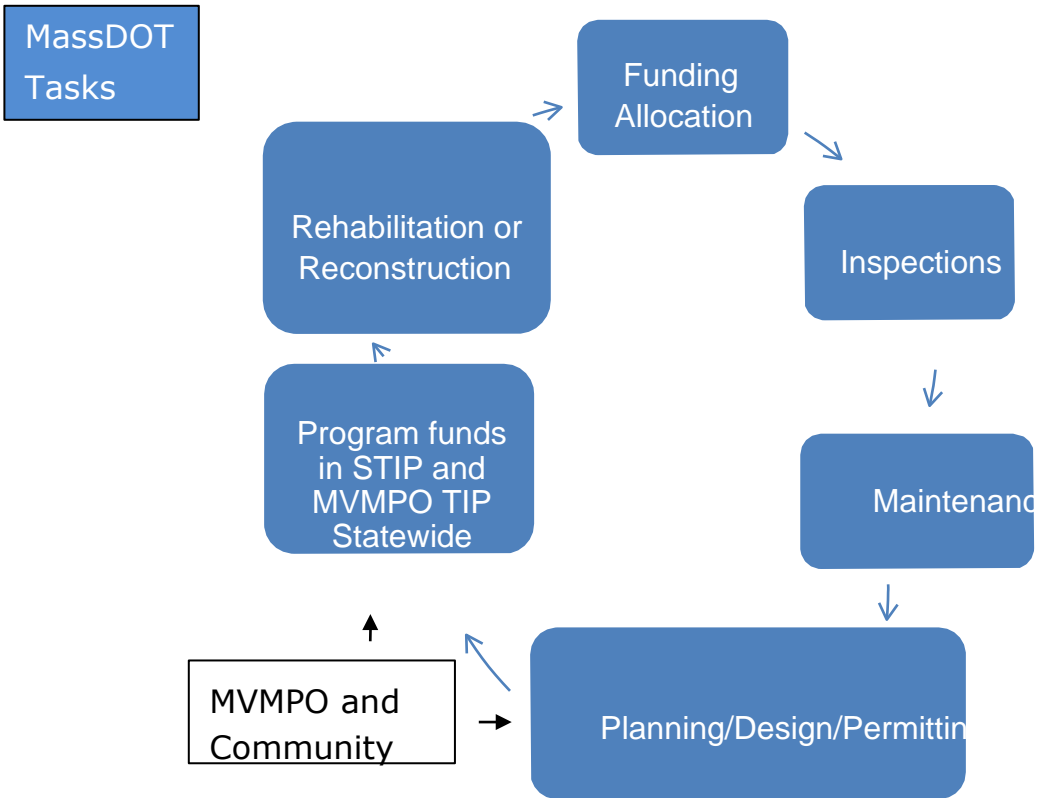 MassDOT
Tasks
Funding
Allocation
Rehabilitation or
Reconstruction
Inspections
Program funds
in STIP and
MVMPO TIP
Statewide
Maintenanc
MVMPO and
Community
Planning/Design/Permittin